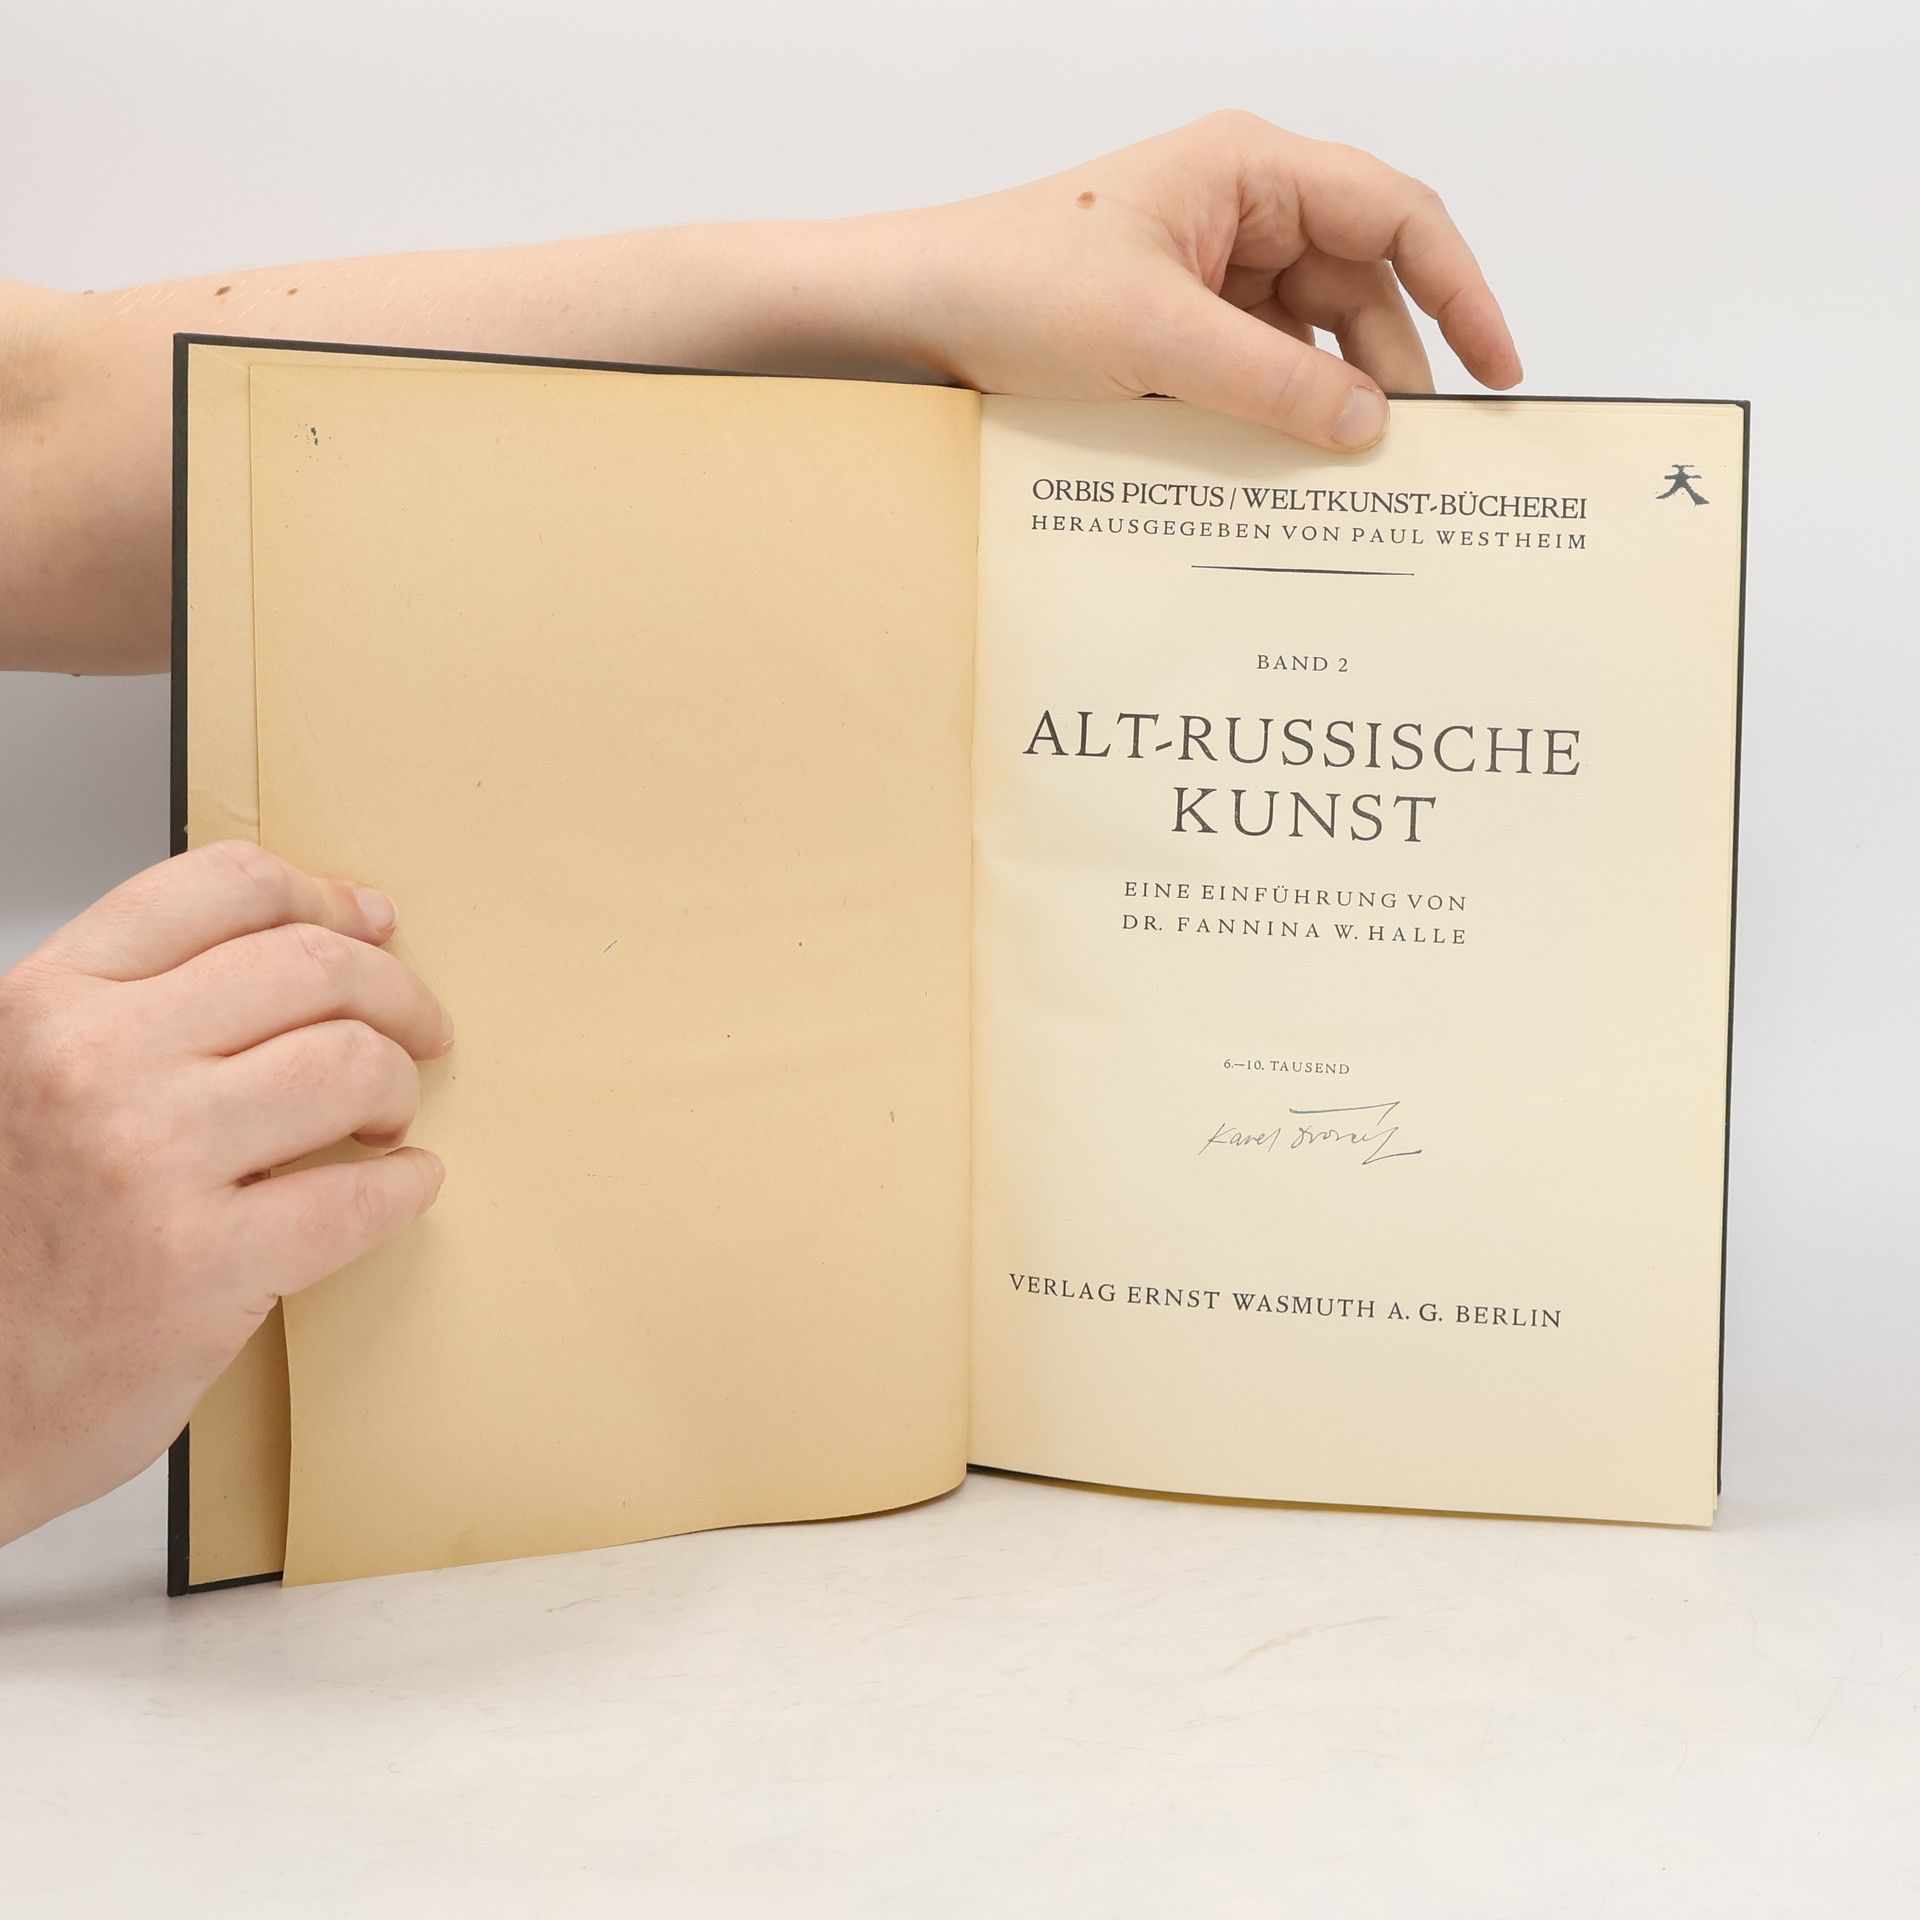 ORBIS PICTUS / WELTKUNST-BÜCHEREI
HERAUSGEGEBEN VON PAUL WESTHEIM
BAND 2
ALT-RUSSISCHE
KUNST
EINE EINFÜHRUNG VON
DR. FANNINA W. HALLE
6.—10. TAUSEND
Karel
VERLAG ERNST WASMUTH A. G. BERLIN